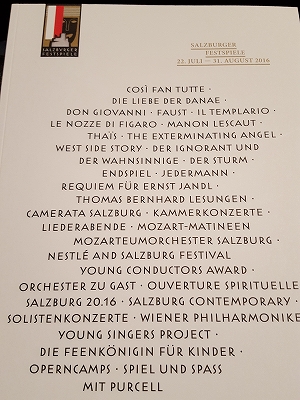 SALZBURGER
FESTSPIELE
SALZBURGER
FESTSPIELE
22. JULI — 31. AUGUST 2016
COSÌ FAN TUTTE ·
DIE LIEBE DER DANAE ·
DON GIOVANNI · FAUST · IL TEMPLARIO ·
LE NOZZE DI FIGARO · MANON LESCAUT ·
THAÏS · THE EXTERMINATING ANGEL ·
WEST SIDE STORY · DER IGNORANT UND
DER WAHNSINNIGE · DER STURM ·
ENDSPIEL · JEDERMANN ·
REQUIEM FÜR ERNST JANDL ·
THOMAS BERNHARD LESUNGEN ·
CAMERATA SALZBURG · KAMMERKONZERTE ·
LIEDERABENDE · MOZART-MATINEEN
MOZARTEUMORCHESTER SALZBURG ·
NESTLÉ AND SALZBURG FESTIVAL
YOUNG CONDUCTORS AWARD ·
ORCHESTER ZU GAST · OUVERTURE SPIRITUELLE
SALZBURG 20.16 · SALZBURG CONTEMPORARY ·
SOLISTENKONZERTE · WIENER PHILHARMONIKE
YOUNG SINGERS PROJECT ·
DIE FEENKÖNIGIN FÜR KINDER ·
OPERNCAMPS · SPIEL UND SPASS
MIT PURCELL